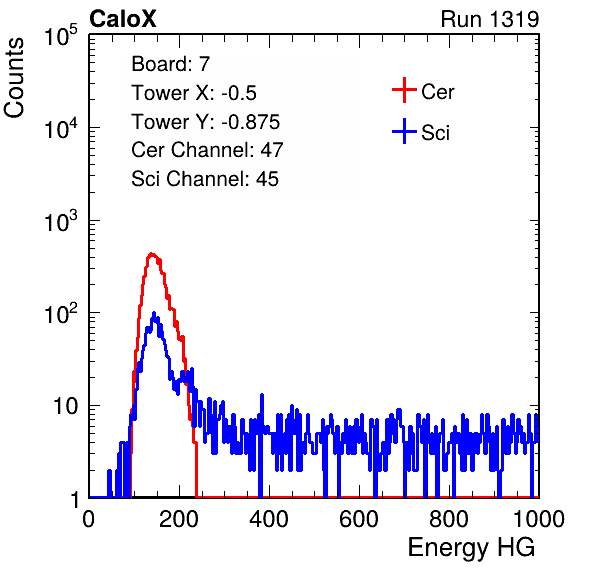 CaloX Run 1319
Counts
10^5
10^4
10^3
10^2
10
1
Board: 7
Tower X: -0.5
Tower Y: -0.875
Cer Channel: 47
Sci Channel: 45
Cer
Sci
0 200 400 600 800 1000
Energy HG